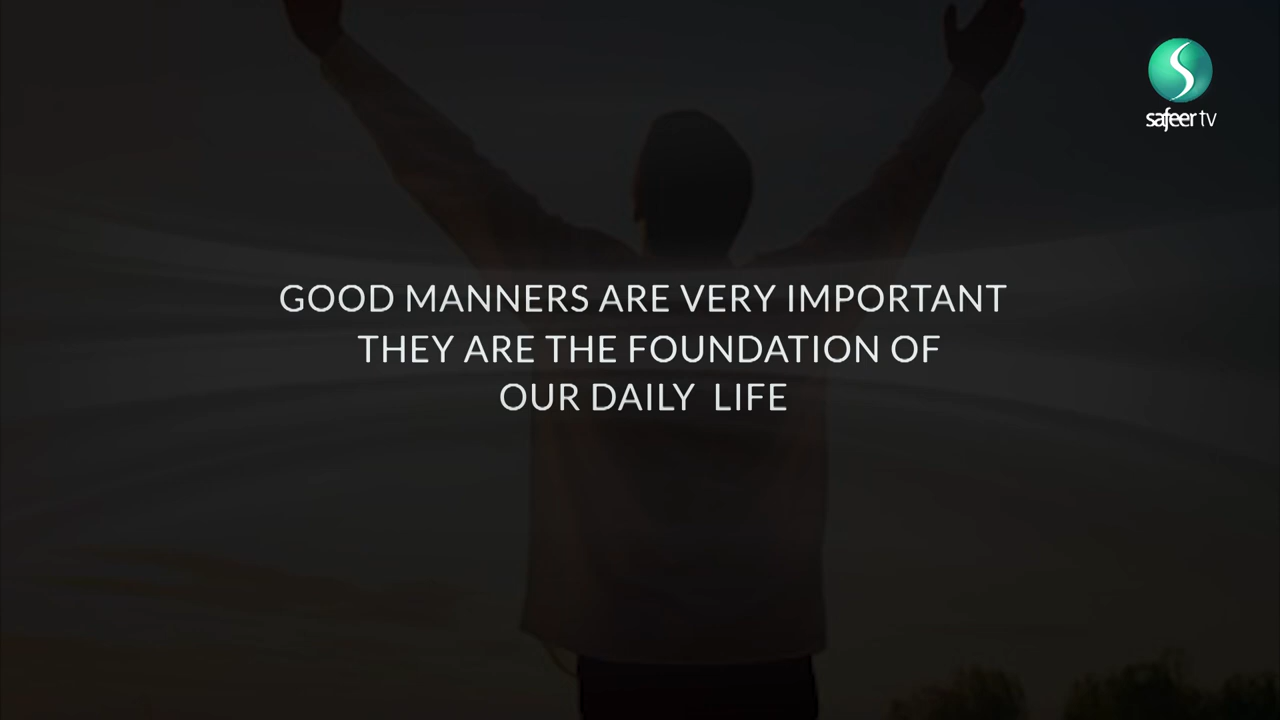 safeer tv
GOOD MANNERS ARE VERY IMPORTANT
THEY ARE THE FOUNDATION OF
OUR DAILY LIFE